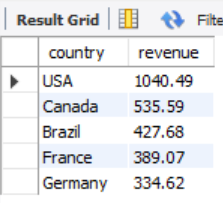 Result Grid Filte
country revenue
USA 1040.49
Canada 535.59
Brazil 427.68
France 389.07
Germany 334.62